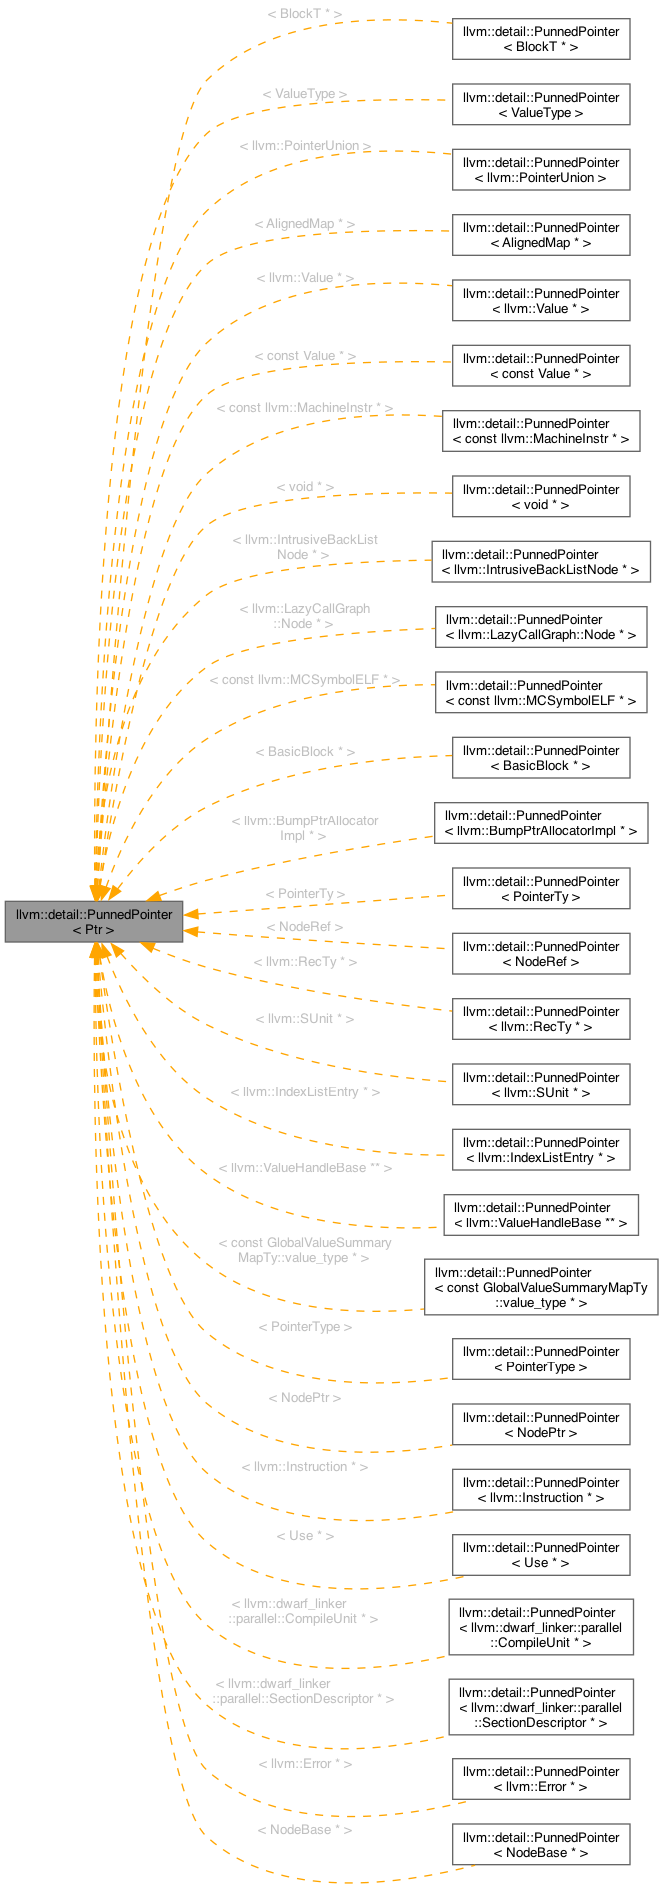 < BlockT * >
llvm::detail::PunnedPointer
< BlockT * >
< ValueType >
llvm::detail::PunnedPointer
< ValueType >
< llvm::PointerUnion >
llvm::detail::PunnedPointer
< llvm::PointerUnion >
< AlignedMap * >
llvm::detail::PunnedPointer
< AlignedMap * >
< llvm::Value * >
llvm::detail::PunnedPointer
< llvm::Value * >
< const Value * >
llvm::detail::PunnedPointer
< const Value * >
< const llvm::MachineInstr * >
llvm::detail::PunnedPointer
< const llvm::MachineInstr * >
< void * >
llvm::detail::PunnedPointer
< void * >
< llvm::IntrusiveBackList
Node * >
llvm::detail::PunnedPointer
< llvm::IntrusiveBackListNode * >
< llvm::LazyCallGraph
::Node * >
llvm::detail::PunnedPointer
< llvm::LazyCallGraph::Node * >
< const llvm::MCSymbolELF * >
llvm::detail::PunnedPointer
< const llvm::MCSymbolELF * >
< BasicBlock * >
llvm::detail::PunnedPointer
< BasicBlock * >
< llvm::BumpPtrAllocator
Impl * >
llvm::detail::PunnedPointer
< llvm::BumpPtrAllocatorImpl * >
< PointerTy >
llvm::detail::PunnedPointer
< PointerTy >
llvm::detail::PunnedPointer
< Ptr >
< NodeRef >
llvm::detail::PunnedPointer
< NodeRef >
< llvm::RecTy * >
llvm::detail::PunnedPointer
< llvm::RecTy * >
< llvm::SUnit * >
llvm::detail::PunnedPointer
< llvm::SUnit * >
< llvm::IndexListEntry * >
llvm::detail::PunnedPointer
< llvm::IndexListEntry * >
< llvm::ValueHandleBase ** >
llvm::detail::PunnedPointer
< llvm::ValueHandleBase ** >
< const GlobalValueSummary
MapTy::value_type * >
llvm::detail::PunnedPointer
< const GlobalValueSummaryMapTy
::value_type * >
< PointerType >
llvm::detail::PunnedPointer
< PointerType >
< NodePtr >
llvm::detail::PunnedPointer
< NodePtr >
< llvm::Instruction * >
llvm::detail::PunnedPointer
< llvm::Instruction * >
< Use * >
llvm::detail::PunnedPointer
< Use * >
< llvm::dwarf_linker
::parallel::CompileUnit * >
llvm::detail::PunnedPointer
< llvm::dwarf_linker::parallel
::CompileUnit * >
< llvm::dwarf_linker
::parallel::SectionDescriptor * >
llvm::detail::PunnedPointer
< llvm::dwarf_linker::parallel
::SectionDescriptor * >
< llvm::Error * >
llvm::detail::PunnedPointer
< llvm::Error * >
< NodeBase * >
llvm::detail::PunnedPointer
< NodeBase * >